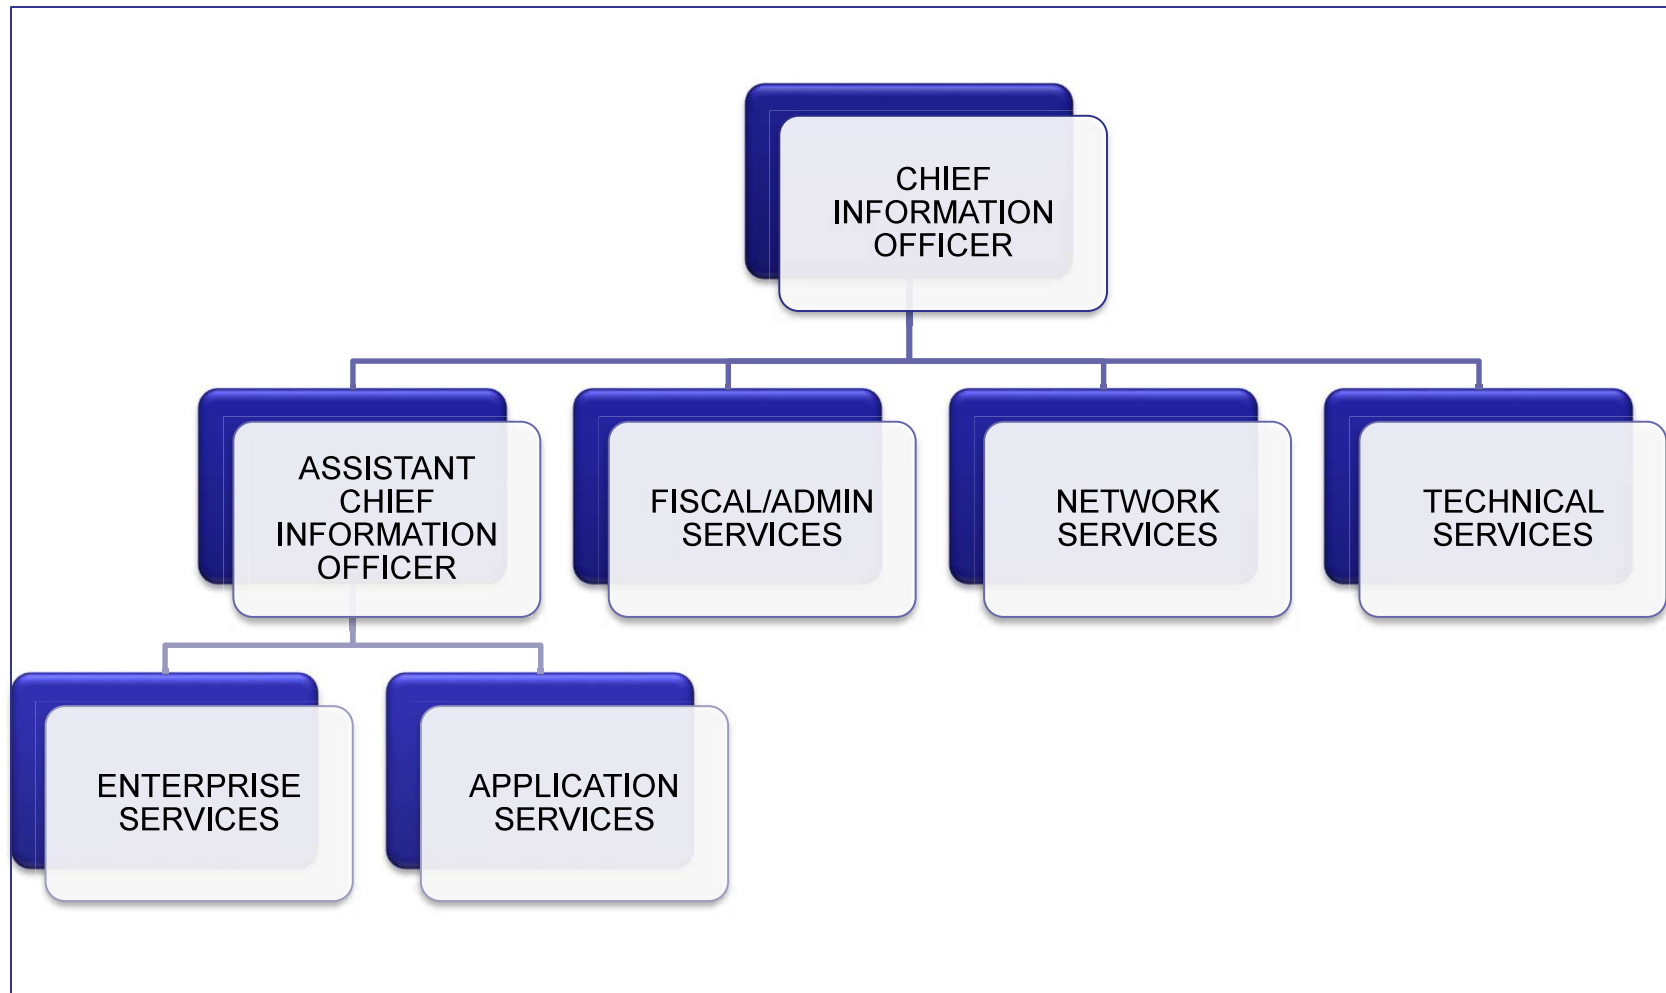 CHIEF
INFORMATION
OFFICER
ASSISTANT
CHIEF
INFORMATION
OFFICER
FISCAL/ADMIN
SERVICES
NETWORK
SERVICES
TECHNICAL
SERVICES
ENTERPRISE
SERVICES
APPLICATION
SERVICES